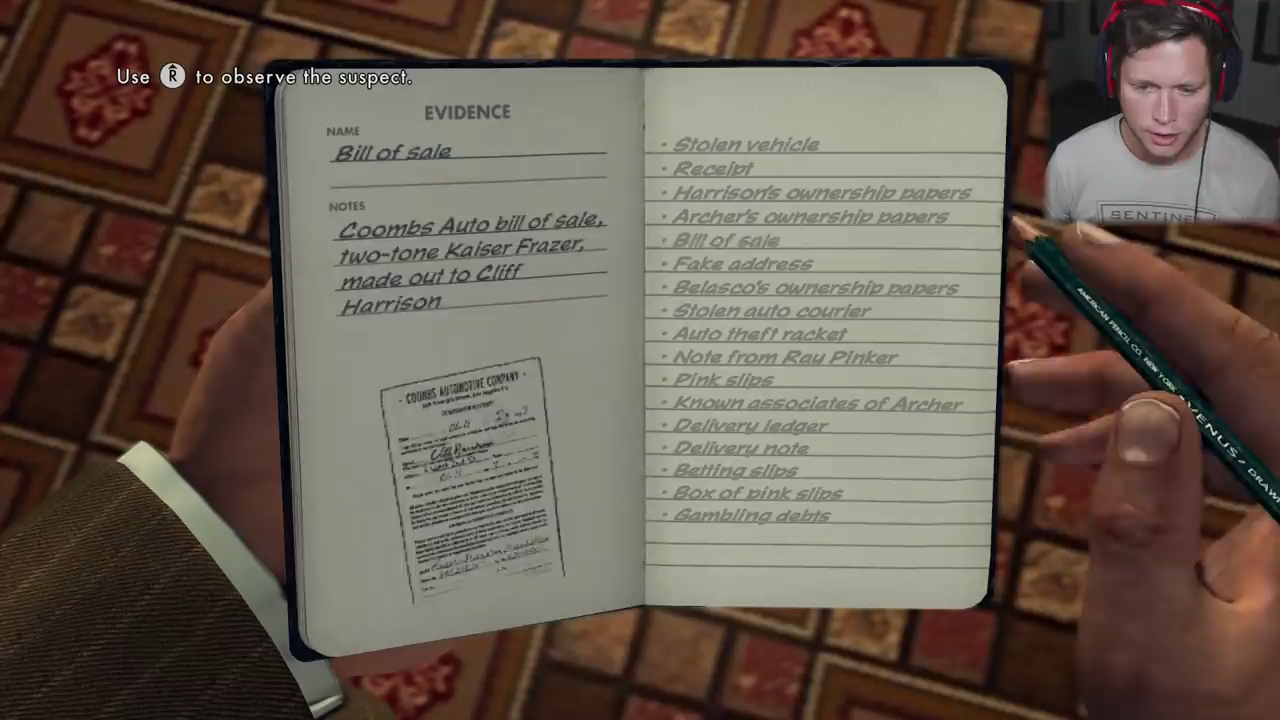 Use R to observe the suspect.
EVIDENCE
NAME
Bill of sale
NOTES
Coombs Auto bill of sale,
two-tone Kaiser Frazer,
made out to Cliff
Harrison
· COOMBS AUTOMOTIVE COMPANY ·
• Stolen vehicle
• Receipt
• Harrison's ownership papers
• Archer's ownership papers
• Bill of sale
• Fake address
• Belasco's ownership papers
• Stolen auto courier
• Auto theft racket
• Note from Ray Pinker
• Pink slips
• Known associates of Archer
• Delivery ledger
• Delivery note
• Betting slips
• Box of pink slips
• Gambling debts
AMERICAN PENCIL CO. NEW YORK
VENUS
DRAW
SENTINE